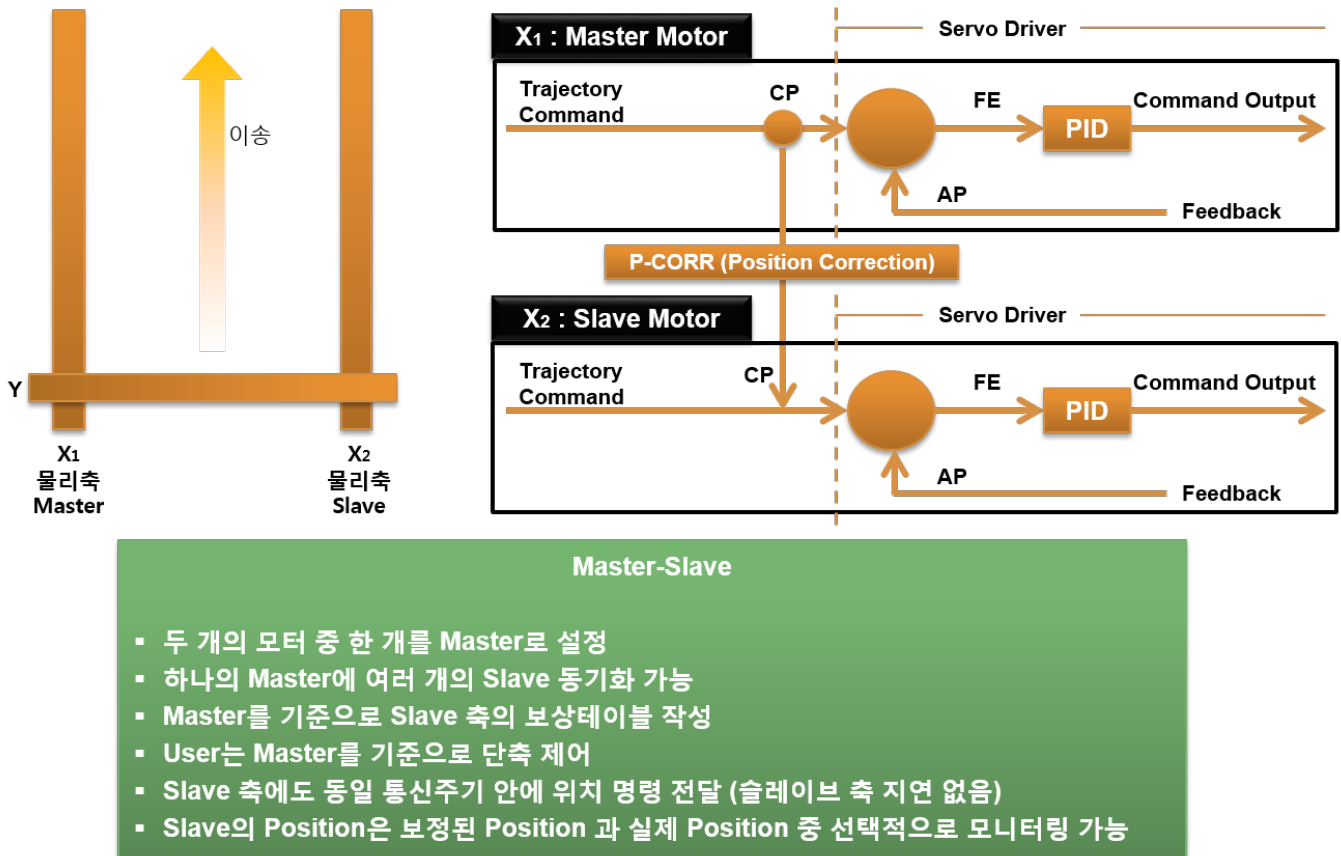 이송
Y
X1
물리축
Master
X2
물리축
Slave
X1 : Master Motor
Servo Driver
Trajectory
Command
CP
FE
PID
Command Output
AP
Feedback
P-CORR (Position Correction)
X2 : Slave Motor
Servo Driver
Trajectory
Command
CP
FE
PID
Command Output
AP
Feedback
Master-Slave
▪ 두 개의 모터 중 한 개를 Master로 설정
▪ 하나의 Master에 여러 개의 Slave 동기화 가능
▪ Master를 기준으로 Slave 축의 보상테이블 작성
▪ User는 Master를 기준으로 단축 제어
▪ Slave 축에도 동일 통신주기 안에 위치 명령 전달 (슬레이브 축 지연 없음)
▪ Slave의 Position은 보정된 Position 과 실제 Position 중 선택적으로 모니터링 가능